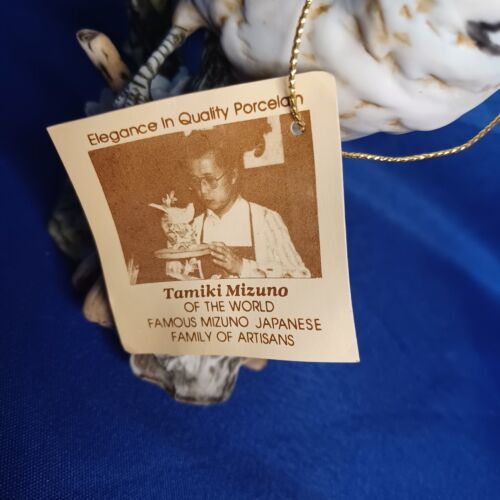 Elegance In Quality Porcelain
Tamiki Mizuno
OF THE WORLD
FAMOUS MIZUNO JAPANESE
FAMILY OF ARTISANS